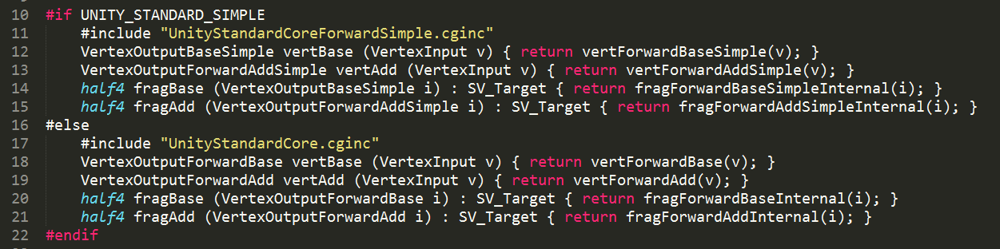 10 #if UNITY_STANDARD_SIMPLE
11     #include "UnityStandardCoreForwardSimple.cginc"
12     VertexOutputBaseSimple vertBase (VertexInput v) { return vertForwardBaseSimple(v); }
13     VertexOutputForwardAddSimple vertAdd (VertexInput v) { return vertForwardAddSimple(v); }
14     half4 fragBase (VertexOutputBaseSimple i) : SV_Target { return fragForwardBaseSimpleInternal(i); }
15     half4 fragAdd (VertexOutputForwardAddSimple i) : SV_Target { return fragForwardAddSimpleInternal(i); }
16 #else
17     #include "UnityStandardCore.cginc"
18     VertexOutputForwardBase vertBase (VertexInput v) { return vertForwardBase(v); }
19     VertexOutputForwardAdd vertAdd (VertexInput v) { return vertForwardAdd(v); }
20     half4 fragBase (VertexOutputForwardBase i) : SV_Target { return fragForwardBaseInternal(i); }
21     half4 fragAdd (VertexOutputForwardAdd i) : SV_Target { return fragForwardAddInternal(i); }
22 #endif